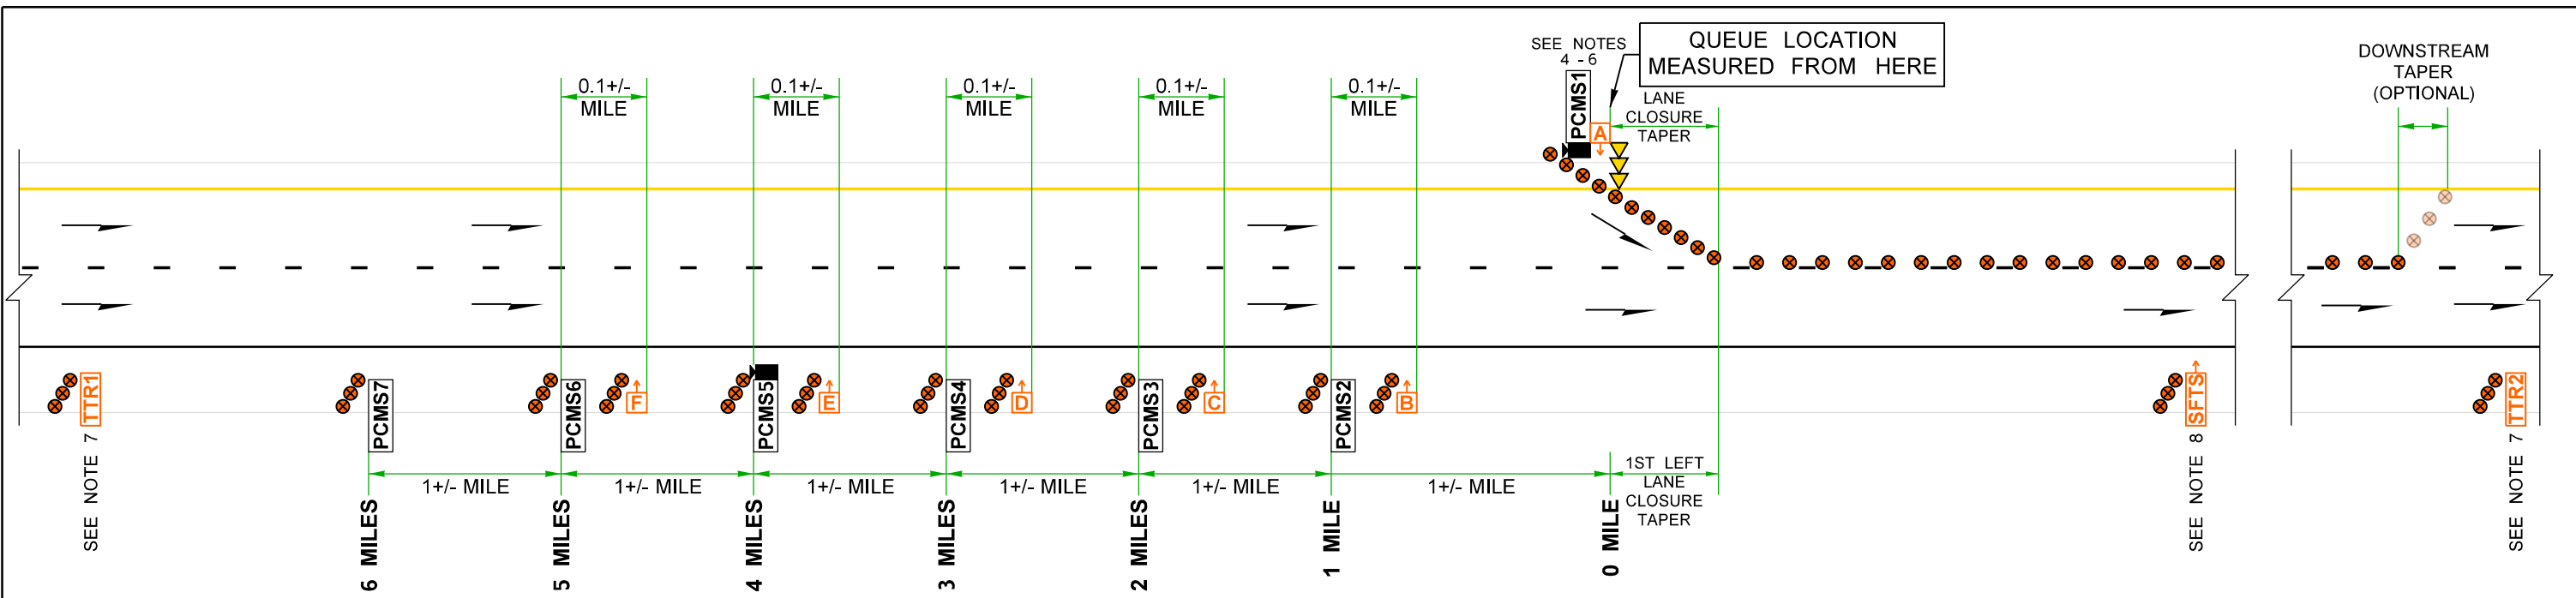 SEE NOTES
4 - 6
QUEUE LOCATION
MEASURED FROM HERE
DOWNSTREAM
TAPER
(OPTIONAL)
0.1+/-
MILE
0.1+/-
MILE
0.1+/-
MILE
0.1+/-
MILE
0.1+/-
MILE
PCMS1
A
LANE
CLOSURE
TAPER
TTR1
SEE NOTE 7
PCMS7
PCMS6
F
PCMS5
E
PCMS4
D
PCMS3
C
PCMS2
B
SFTS
SEE NOTE 8
TTR2
SEE NOTE 7
1+/- MILE
1+/- MILE
1+/- MILE
1+/- MILE
1+/- MILE
1+/- MILE
1ST LEFT
LANE
CLOSURE
TAPER
6 MILES
5 MILES
4 MILES
3 MILES
2 MILES
1 MILE
0 MILE